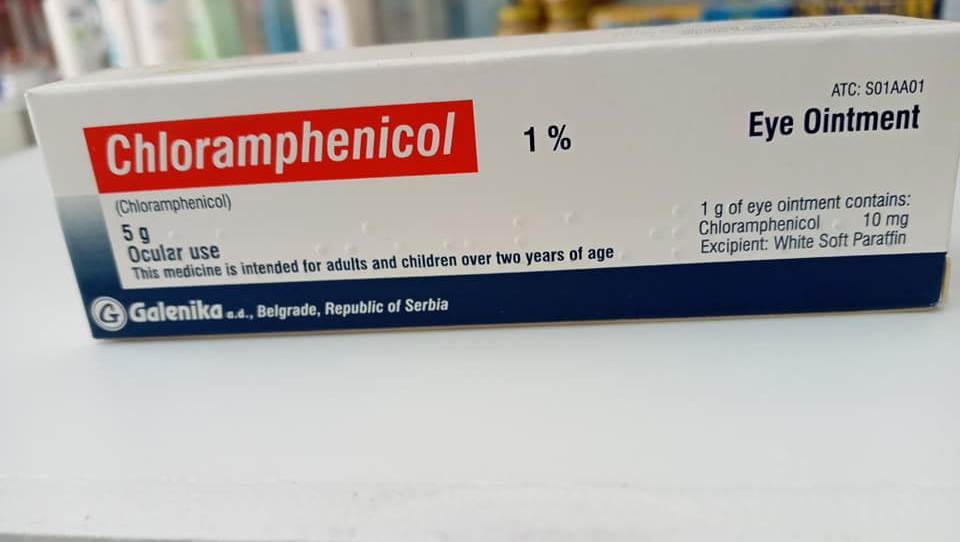 Chloramphenicol 1 %
ATC: S01AA01
Eye Ointment
(Chloramphenicol)
5 g
Ocular use
This medicine is intended for adults and children over two years of age
1 g of eye ointment contains:
Chloramphenicol 10 mg
Excipient: White Soft Paraffin
G Galenika a.d., Belgrade, Republic of Serbia